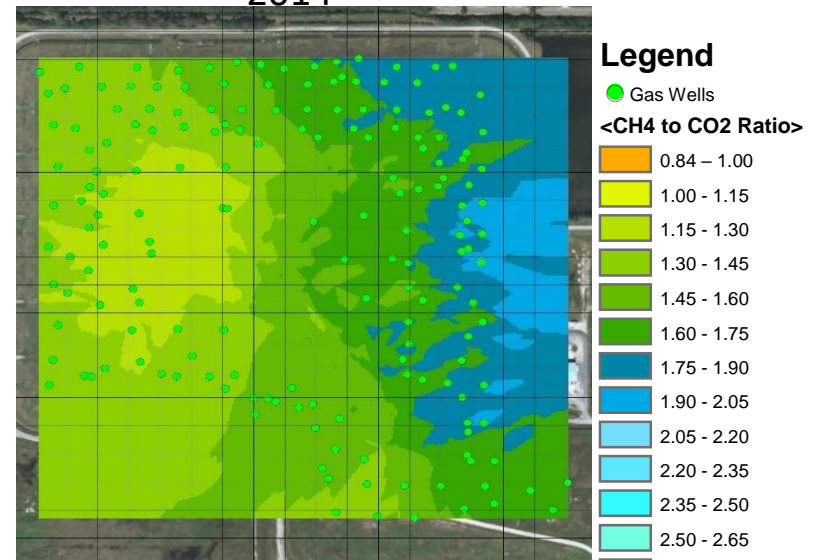 Legend
Gas Wells
<CH4 to CO2 Ratio>
0.84 – 1.00
1.00 - 1.15
1.15 - 1.30
1.30 - 1.45
1.45 - 1.60
1.60 - 1.75
1.75 - 1.90
1.90 - 2.05
2.05 - 2.20
2.20 - 2.35
2.35 - 2.50
2.50 - 2.65